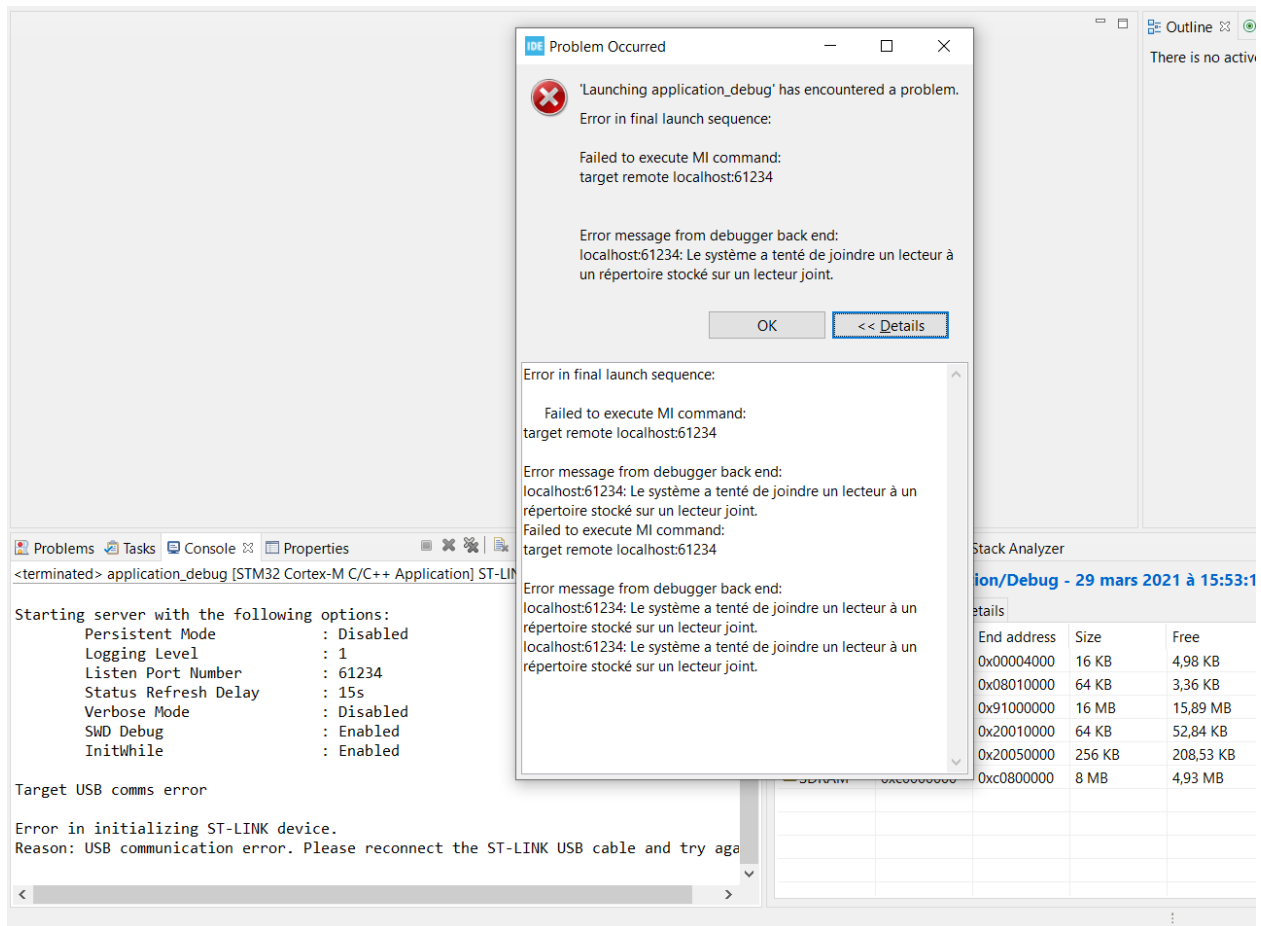 Outline
There is no activ
IDE Problem Occurred
'Launching application_debug' has encountered a problem.
Error in final launch sequence:
Failed to execute MI command:
target remote localhost:61234
Error message from debugger back end:
localhost:61234: Le système a tenté de joindre un lecteur à
un répertoire stocké sur un lecteur joint.
OK
<< Details
Error in final launch sequence:
Failed to execute MI command:
target remote localhost:61234
Error message from debugger back end:
localhost:61234: Le système a tenté de joindre un lecteur à un
répertoire stocké sur un lecteur joint.
Failed to execute MI command:
target remote localhost:61234
Error message from debugger back end:
localhost:61234: Le système a tenté de joindre un lecteur à un
répertoire stocké sur un lecteur joint.
localhost:61234: Le système a tenté de joindre un lecteur à un
répertoire stocké sur un lecteur joint.
Problems Tasks Console Properties
<terminated> application_debug [STM32 Cortex-M C/C++ Application] ST-LIN
Starting server with the following options:
Persistent Mode : Disabled
Logging Level : 1
Listen Port Number : 61234
Status Refresh Delay : 15s
Verbose Mode : Disabled
SWD Debug : Enabled
InitWhile : Enabled
Target USB comms error
Error in initializing ST-LINK device.
Reason: USB communication error. Please reconnect the ST-LINK USB cable and try aga
Stack Analyzer
ion/Debug - 29 mars 2021 à 15:53:1
etails
End address Size Free
0x00004000 16 KB 4,98 KB
0x08010000 64 KB 3,36 KB
0x91000000 16 MB 15,89 MB
0x20010000 64 KB 52,84 KB
0x20050000 256 KB 208,53 KB
SDRAM 0xc0000000 0xc0800000 8 MB 4,93 MB